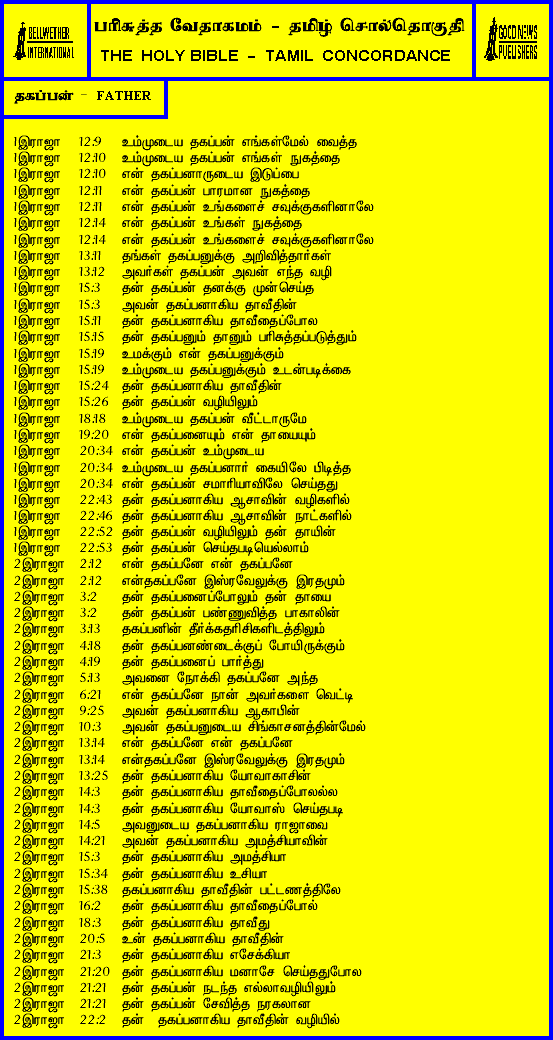 BELLWETHER
INTERNATIONAL
பரிசுத்த வேதாகமம் - தமிழ் சொல்தொகுதி
THE HOLY BIBLE - TAMIL CONCORDANCE
GOOD NEWS
PUBLISHERS
தகப்பன் - FATHER
1இராஜா 12:9 உம்முடைய தகப்பன் எங்கள்மேல் வைத்த
1இராஜா 12:10 உம்முடைய தகப்பன் எங்கள் நுகத்தை
1இராஜா 12:10 என் தகப்பனாருடைய இடுப்பை
1இராஜா 12:11 என் தகப்பன் பாரமான நுகத்தை
1இராஜா 12:11 என் தகப்பன் உங்களைச் சவுக்குகளினாலே
1இராஜா 12:14 என் தகப்பன் உங்கள் நுகத்தை
1இராஜா 12:14 என் தகப்பன் உங்களைச் சவுக்குகளினாலே
1இராஜா 13:11 தங்கள் தகப்பனுக்கு அறிவித்தார்கள்
1இராஜா 13:12 அவர்கள் தகப்பன் அவன் எந்த வழி
1இராஜா 15:3 தன் தகப்பன் தனக்கு முன்செய்த
1இராஜா 15:3 அவன் தகப்பனாகிய தாவீதின்
1இராஜா 15:11 தன் தகப்பனாகிய தாவீதைப்போல
1இராஜா 15:15 தன் தகப்பனும் தானும் பரிசுத்தப்படுத்தும்
1இராஜா 15:19 உமக்கும் என் தகப்பனுக்கும்
1இராஜா 15:19 உம்முடைய தகப்பனுக்கும் உடன்படிக்கை
1இராஜா 15:24 தன் தகப்பனாகிய தாவீதின்
1இராஜா 15:26 தன் தகப்பன் வழியிலும்
1இராஜா 18:18 உம்முடைய தகப்பன் வீட்டாருமே
1இராஜா 19:20 என் தகப்பனையும் என் தாயையும்
1இராஜா 20:34 என் தகப்பன் உம்முடைய
1இராஜா 20:34 உம்முடைய தகப்பனார் கையிலே பிடித்த
1இராஜா 20:34 என் தகப்பன் சமாரியாவிலே செய்தது
1இராஜா 22:43 தன் தகப்பனாகிய ஆசாவின் வழிகளில்
1இராஜா 22:46 தன் தகப்பனாகிய ஆசாவின் நாட்களில்
1இராஜா 22:52 தன் தகப்பன் வழியிலும் தன் தாயின்
1இராஜா 22:53 தன் தகப்பன் செய்தபடியெல்லாம்
2இராஜா 2:12 என் தகப்பனே என் தகப்பனே
2இராஜா 2:12 என்தகப்பனே இஸ்ரவேலுக்கு இரதமும்
2இராஜா 3:2 தன் தகப்பனைப்போலும் தன் தாயை
2இராஜா 3:2 தன் தகப்பன் பண்ணுவித்த பாகாலின்
2இராஜா 3:13 தகப்பனின் தீர்க்கதரிசிகளிடத்திலும்
2இராஜா 4:18 தன் தகப்பனண்டைக்குப் போயிருக்கும்
2இராஜா 4:19 தன் தகப்பனைப் பார்த்து
2இராஜா 5:13 அவனை நோக்கி தகப்பனே அந்த
2இராஜா 6:21 என் தகப்பனே நான் அவர்களை வெட்டி
2இராஜா 9:25 அவன் தகப்பனாகிய ஆகாபின்
2இராஜா 10:3 அவன் தகப்பனுடைய சிங்காசனத்தின்மேல்
2இராஜா 13:14 என் தகப்பனே என் தகப்பனே
2இராஜா 13:14 என்தகப்பனே இஸ்ரவேலுக்கு இரதமும்
2இராஜா 13:25 தன் தகப்பனாகிய யோவாகாசின்
2இராஜா 14:3 தன் தகப்பனாகிய தாவீதைப்போலல்ல
2இராஜா 14:3 தன் தகப்பனாகிய யோவாஸ் செய்தபடி
2இராஜா 14:5 அவனுடைய தகப்பனாகிய ராஜாவை
2இராஜா 14:21 அவன் தகப்பனாகிய அமத்சியாவின்
2இராஜா 15:3 தன் தகப்பனாகிய அமத்சியா
2இராஜா 15:34 தன் தகப்பனாகிய உசியா
2இராஜா 15:38 தகப்பனாகிய தாவீதின் பட்டணத்திலே
2இராஜா 16:2 தன் தகப்பனாகிய தாவீதைப்போல்
2இராஜா 18:3 தன் தகப்பனாகிய தாவீது
2இராஜா 20:5 உன் தகப்பனாகிய தாவீதின்
2இராஜா 21:3 தன் தகப்பனாகிய எசேக்கியா
2இராஜா 21:20 தன் தகப்பனாகிய மனாசே செய்ததுபோல
2இராஜா 21:21 தன் தகப்பன் நடந்த எல்லாவழியிலும்
2இராஜா 21:21 தன் தகப்பன் சேவித்த நரகலான
2இராஜா 22:2 தன் தகப்பனாகிய தாவீதின் வழியில்